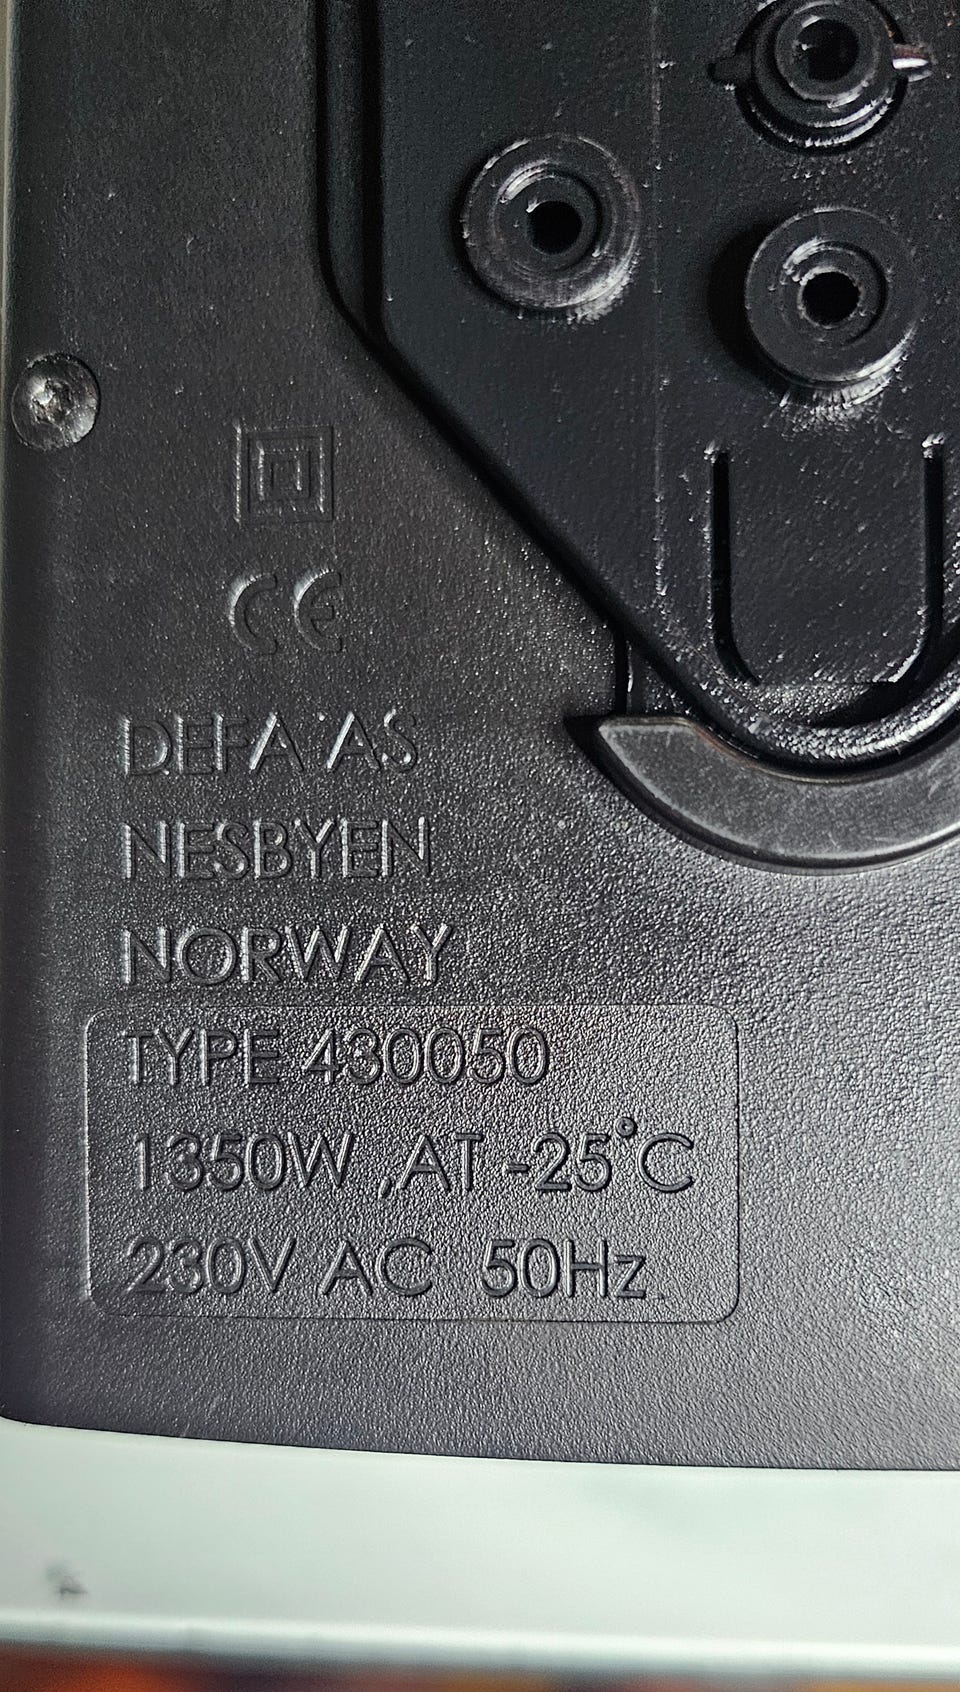 CE
DEFA AS
NESBYEN
NORWAY
TYPE 430050
1350W ,AT -25°C
230V AC 50Hz